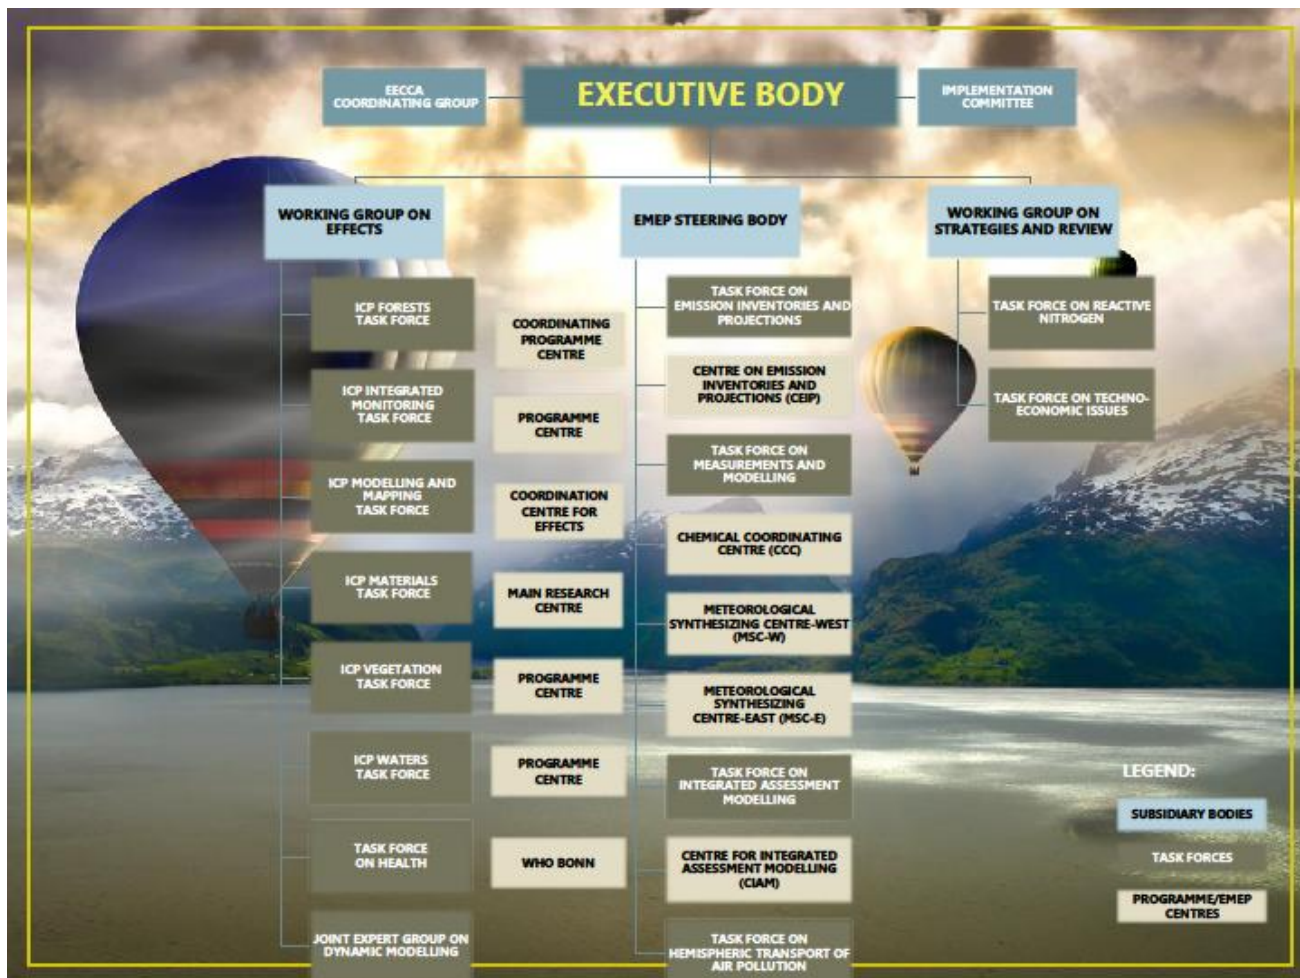 EECCA
COORDINATING GROUP
EXECUTIVE BODY
IMPLEMENTATION
COMMITTEE
WORKING GROUP ON
EFFECTS
EMEP STEERING BODY
WORKING GROUP ON
STRATEGIES AND REVIEW
ICP FORESTS
TASK FORCE
ICP INTEGRATED
MONITORING
TASK FORCE
ICP MODELLING AND
MAPPING
TASK FORCE
ICP MATERIALS
TASK FORCE
ICP VEGETATION
TASK FORCE
ICP WATERS
TASK FORCE
TASK FORCE
ON HEALTH
JOINT EXPERT GROUP ON
DYNAMIC MODELLING
COORDINATING
PROGRAMME
CENTRE
PROGRAMME
CENTRE
COORDINATION
CENTRE FOR
EFFECTS
MAIN RESEARCH
CENTRE
PROGRAMME
CENTRE
PROGRAMME
CENTRE
WHO BONN
TASK FORCE ON
EMISSION INVENTORIES AND
PROJECTIONS
CENTRE ON EMISSION
INVENTORIES AND
PROJECTIONS (CEIP)
TASK FORCE ON
MEASUREMENTS AND
MODELLING
CHEMICAL COORDINATING
CENTRE (CCC)
METEOROLOGICAL
SYNTHESIZING CENTRE-WEST
(MSC-W)
METEOROLOGICAL
SYNTHESIZING
CENTRE-EAST (MSC-E)
TASK FORCE ON
INTEGRATED ASSESSMENT
MODELLING
CENTRE FOR INTEGRATED
ASSESSMENT MODELLING
(CIAM)
TASK FORCE ON
HEMISPHERIC TRANSPORT OF
AIR POLLUTION
TASK FORCE ON REACTIVE
NITROGEN
TASK FORCE ON TECHNO-
ECONOMIC ISSUES
LEGEND:
SUBSIDIARY BODIES
TASK FORCES
PROGRAMME/EMEP
CENTRES